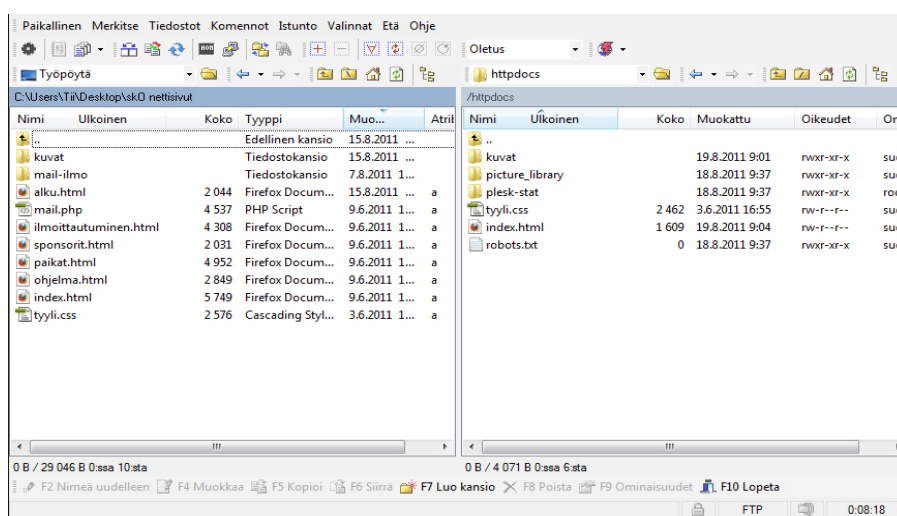 Paikallinen Merkitse Tiedostot Komennot Istunto Valinnat Etä Ohje
Oletus
Työpöytä
httpdocs
C:\Users\Tii\Desktop\skO nettisivut
/httpdocs
Nimi Ulkoinen Koko Tyyppi Muo... Atril
.. Edellinen kansio 15.8.2011 ...
kuvat Tiedostokansio 15.8.2011 ...
mail-ilmo Tiedostokansio 7.8.2011 1...
alku.html 2 044 Firefox Docum... 15.8.2011 ... a
mail.php 4 537 PHP Script 9.6.2011 1... a
ilmoittautuminen.html 4 308 Firefox Docum... 9.6.2011 1... a
sponsorit.html 2 031 Firefox Docum... 9.6.2011 1... a
paikat.html 4 952 Firefox Docum... 9.6.2011 1... a
ohjelma.html 2 849 Firefox Docum... 9.6.2011 1... a
index.html 5 749 Firefox Docum... 9.6.2011 1... a
tyyli.css 2 576 Cascading Styl... 3.6.2011 1... a
Nimi Ulkoinen Koko Muokattu Oikeudet Or
..
kuvat 19.8.2011 9:01 rwxr-xr-x su
picture_library 18.8.2011 9:37 rwxr-xr-x su
plesk-stat 18.8.2011 9:37 rwxr-xr-x roo
tyyli.css 2 462 3.6.2011 16:55 rw-r--r-- su
index.html 1 609 19.8.2011 9:04 rw-r--r-- su
robots.txt 0 18.8.2011 9:37 rwxr-xr-x su
0 B / 29 046 B 0:ssa 10:sta
0 B / 4 071 B 0:ssa 6:sta
F2 Nimeä uudelleen F4 Muokkaa F5 Kopioi F6 Siirrä F7 Luo kansio F8 Poista F9 Ominaisuudet F10 Lopeta
FTP 0:08:18